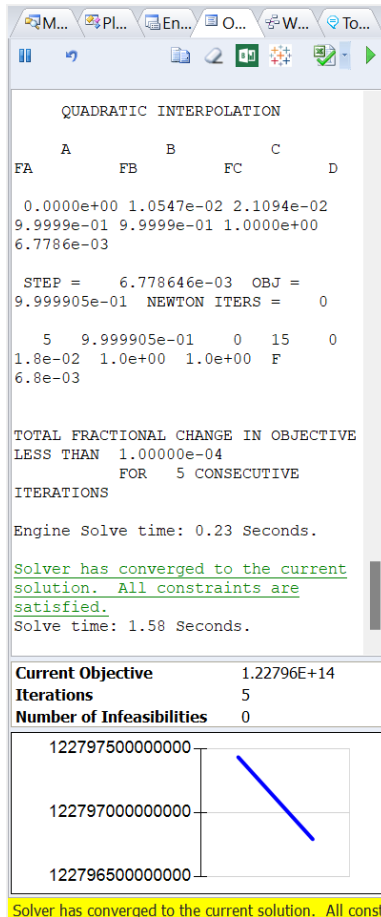 M... Pl... En... O... W... To...
QUADRATIC INTERPOLATION
A B C
FA FB FC D
0.0000e+00 1.0547e-02 2.1094e-02
9.9999e-01 9.9999e-01 1.0000e+00
6.7786e-03
STEP = 6.778646e-03 OBJ =
9.999905e-01 NEWTON ITERS = 0
5 9.999905e-01 0 15 0
1.8e-02 1.0e+00 1.0e+00 F
6.8e-03
TOTAL FRACTIONAL CHANGE IN OBJECTIVE
LESS THAN 1.00000e-04
FOR 5 CONSECUTIVE
ITERATIONS
Engine Solve time: 0.23 Seconds.
Solver has converged to the current
solution. All constraints are
satisfied.
Solve time: 1.58 Seconds.
Current Objective 1.22796E+14
Iterations 5
Number of Infeasibilities 0
122797500000000
122797000000000
122796500000000
Solver has converged to the current solution. All const